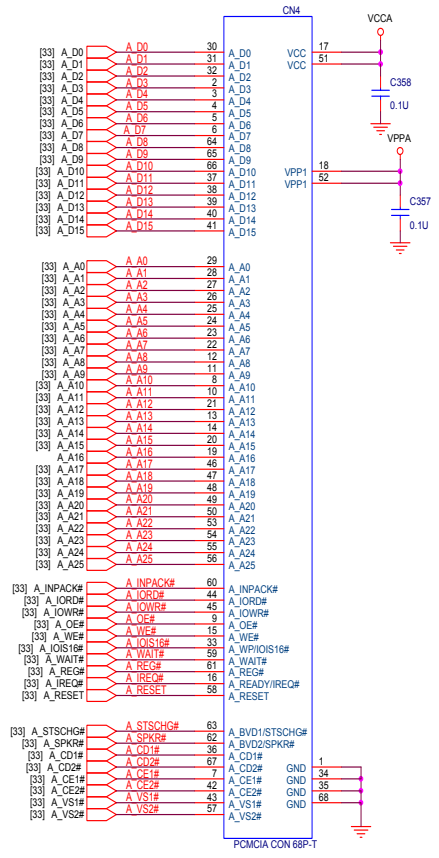 CN4
VCCA
[33] A_D0 A_D0 30 A_D0 VCC 17
[33] A_D1 A_D1 31 A_D1 VCC 51
[33] A_D2 A_D2 32 A_D2
[33] A_D3 A_D3 2 A_D3
[33] A_D4 A_D4 3 A_D4
[33] A_D5 A_D5 4 A_D5
[33] A_D6 A_D6 5 A_D6
[33] A_D7 A_D7 6 A_D7
[33] A_D8 A_D8 64 A_D8
[33] A_D9 A_D9 65 A_D9
[33] A_D10 A_D10 66 A_D10 VPP1 18
[33] A_D11 A_D11 37 A_D11 VPP1 52
[33] A_D12 A_D12 38 A_D12
[33] A_D13 A_D13 39 A_D13
[33] A_D14 A_D14 40 A_D14
[33] A_D15 A_D15 41 A_D15
C358
0.1U
VPPA
C357
0.1U
[33] A_A0 A_A0 29 A_A0
[33] A_A1 A_A1 28 A_A1
[33] A_A2 A_A2 27 A_A2
[33] A_A3 A_A3 26 A_A3
[33] A_A4 A_A4 25 A_A4
[33] A_A5 A_A5 24 A_A5
[33] A_A6 A_A6 23 A_A6
[33] A_A7 A_A7 22 A_A7
[33] A_A8 A_A8 12 A_A8
[33] A_A9 A_A9 11 A_A9
[33] A_A10 A_A10 8 A_A10
[33] A_A11 A_A11 10 A_A11
[33] A_A12 A_A12 21 A_A12
[33] A_A13 A_A13 13 A_A13
[33] A_A14 A_A14 14 A_A14
[33] A_A15 A_A15 20 A_A15
A_A16 A_A16 19 A_A16
[33] A_A17 A_A17 46 A_A17
[33] A_A18 A_A18 47 A_A18
[33] A_A19 A_A19 48 A_A19
[33] A_A20 A_A20 49 A_A20
[33] A_A21 A_A21 50 A_A21
[33] A_A22 A_A22 53 A_A22
[33] A_A23 A_A23 54 A_A23
[33] A_A24 A_A24 55 A_A24
[33] A_A25 A_A25 56 A_A25
[33] A_INPACK# A_INPACK# 60 A_INPACK#
[33] A_IORD# A_IORD# 44 A_IORD#
[33] A_IOWR# A_IOWR# 45 A_IOWR#
[33] A_OE# A_OE# 9 A_OE#
[33] A_WE# A_WE# 15 A_WE#
[33] A_IOIS16# A_IOIS16# 33 A_WP/IOIS16#
[33] A_WAIT# A_WAIT# 59 A_WAIT#
[33] A_REG# A_REG# 61 A_REG#
[33] A_IREQ# A_IREQ# 16 A_READY/IREQ#
[33] A_RESET A_RESET 58 A_RESET
[33] A_STSCHG# A_STSCHG# 63 A_BVD1/STSCHG#
[33] A_SPKR# A_SPKR# 62 A_BVD2/SPKR#
[33] A_CD1# A_CD1# 36 A_CD1# GND 1
[33] A_CD2# A_CD2# 67 A_CD2# GND 34
[33] A_CE1# A_CE1# 7 A_CE1# GND 35
[33] A_CE2# A_CE2# 42 A_CE2# GND 68
[33] A_VS1# A_VS1# 43 A_VS1#
[33] A_VS2# A_VS2# 57 A_VS2#
PCMCIA CON 68P-T